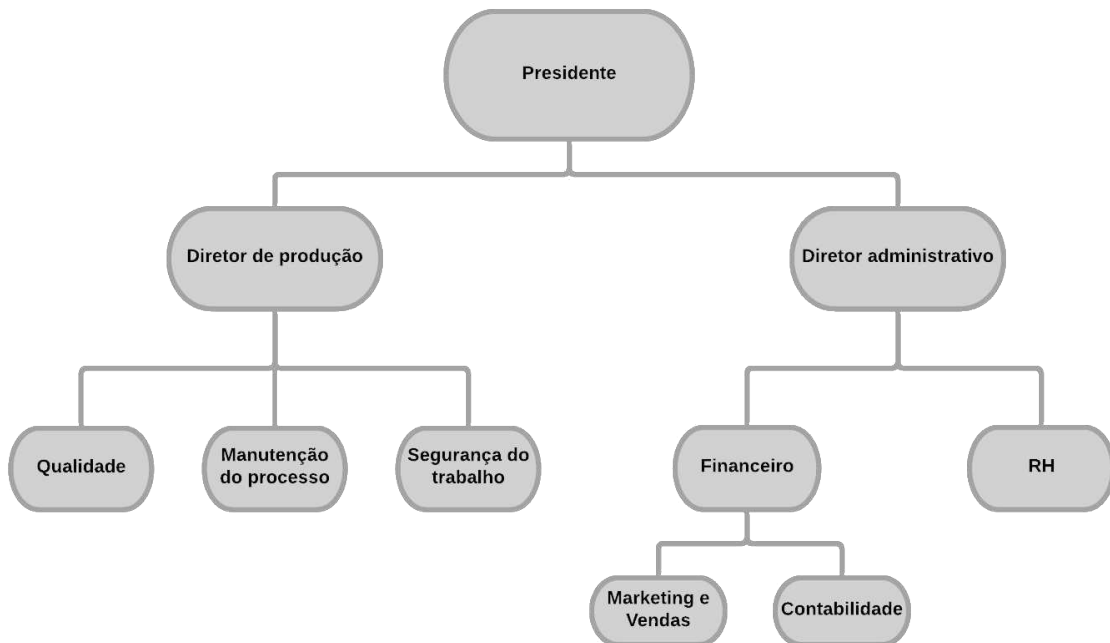 Presidente
Diretor de produção
Diretor administrativo
Qualidade
Manutenção
do processo
Segurança do
trabalho
Financeiro
RH
Marketing e
Vendas
Contabilidade